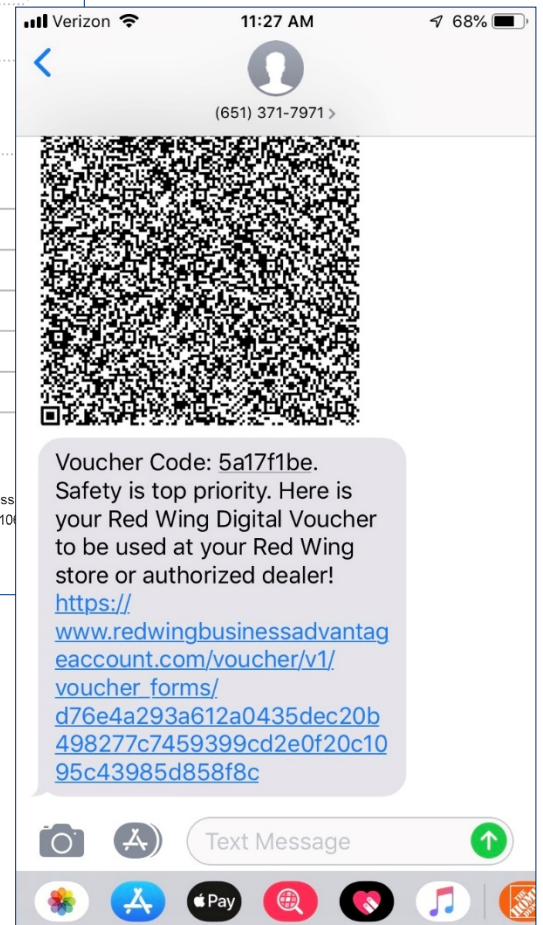 Verizon 11:27 AM 68%
(651) 371-7971 >
Voucher Code: 5a17f1be.
Safety is top priority. Here is
your Red Wing Digital Voucher
to be used at your Red Wing
store or authorized dealer!
https://
www.redwingbusinessadvantag
eaccount.com/voucher/v1/
voucher_forms/
d76e4a293a612a0435dec20b
498277c7459399cd2e0f20c10
95c43985d858f8c
Text Message
Pay
THE
HOME